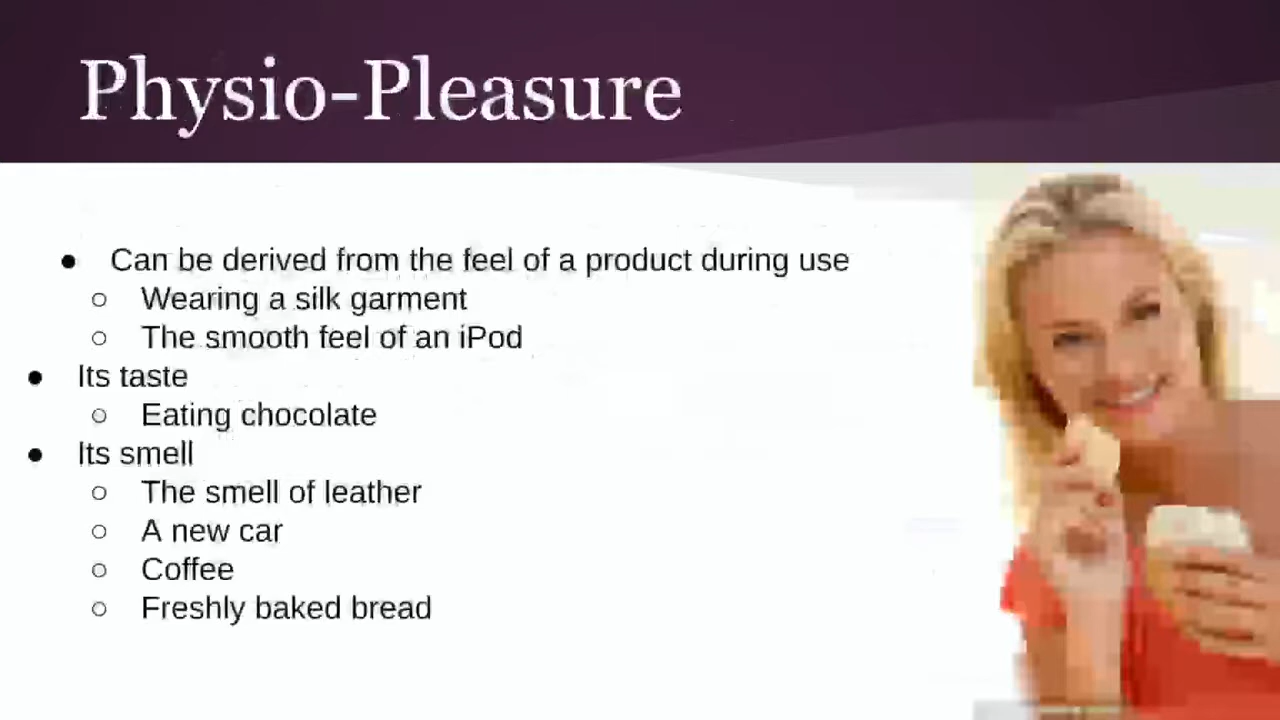 Physio-Pleasure
● Can be derived from the feel of a product during use
○ Wearing a silk garment
○ The smooth feel of an iPod
● Its taste
○ Eating chocolate
● Its smell
○ The smell of leather
○ A new car
○ Coffee
○ Freshly baked bread